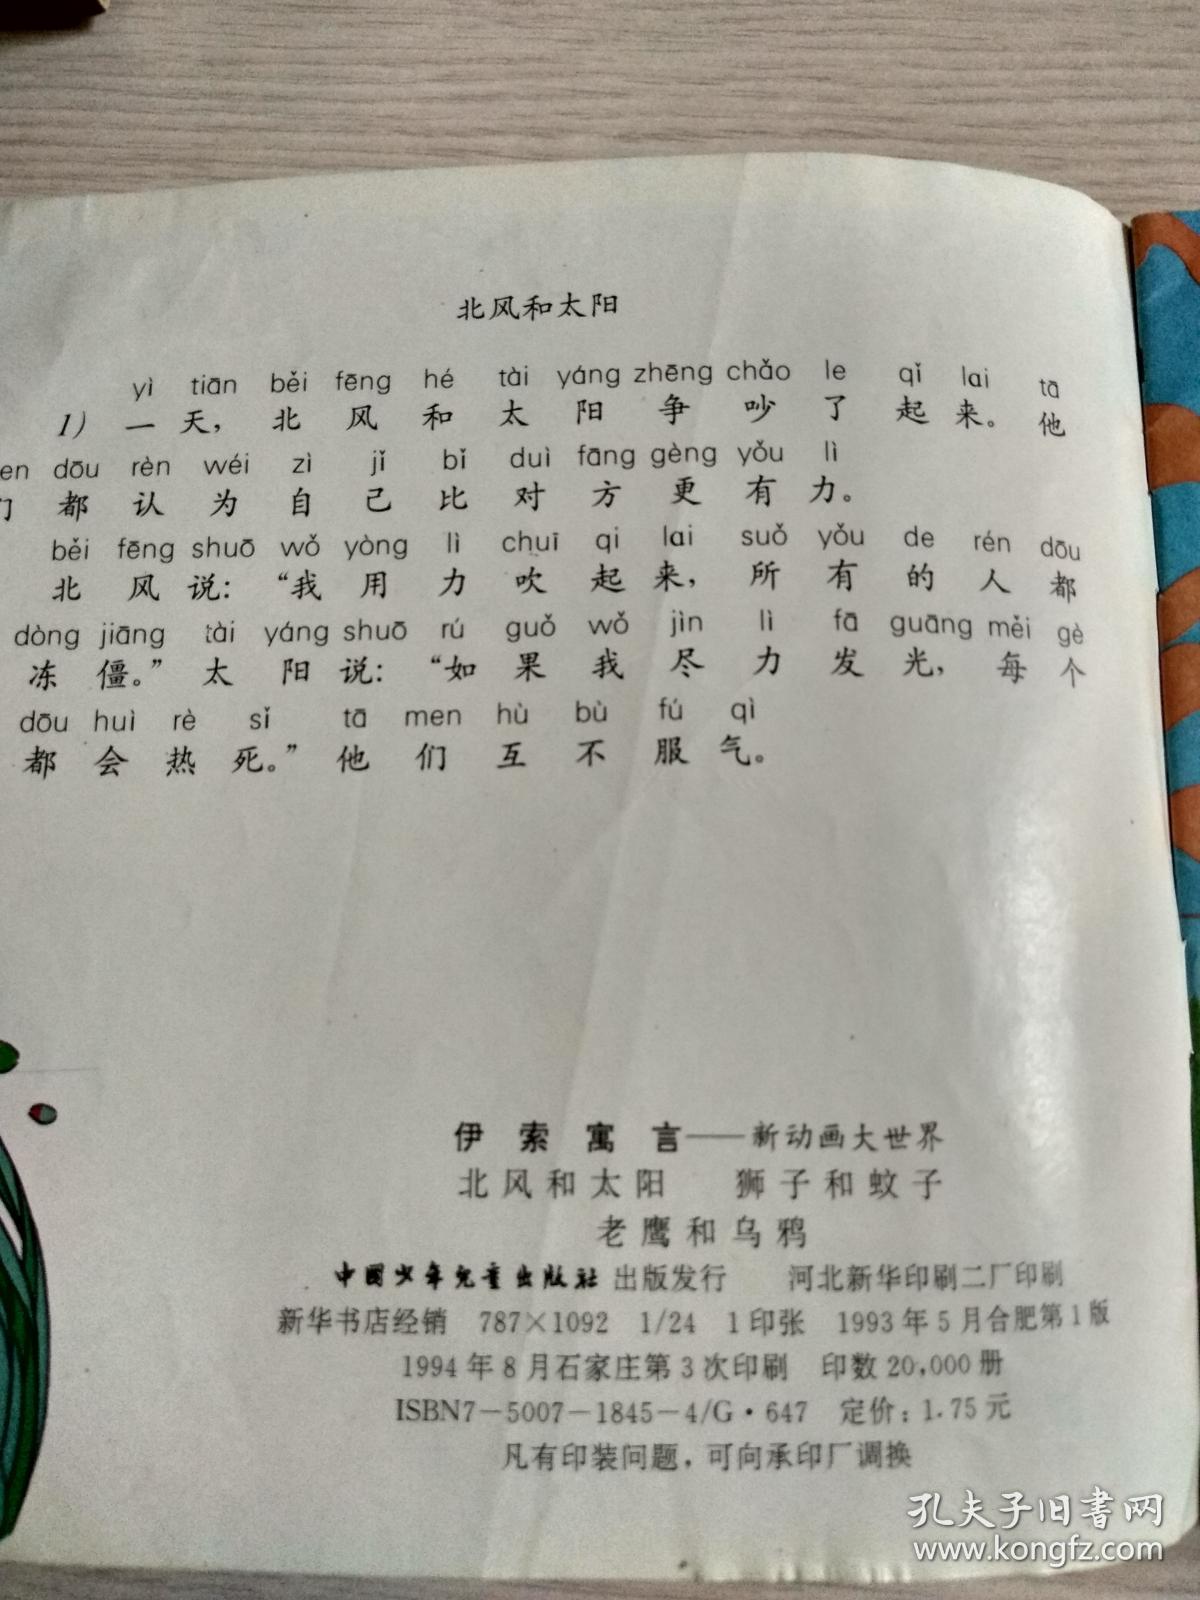 北风和太阳
yì tiān běi fēng hé tài yáng zhēng chǎo le qǐ lai tā
1) 一天，北风和太阳争吵了起来。他
en dōu rèn wéi zì jǐ bǐ duì fāng gèng yǒu lì
们都认为自己比对方更有力。
běi fēng shuō wǒ yòng lì chuī qi lai suǒ yǒu de rén dōu
北风说：“我用力吹起来，所有的人都
dòng jiāng tài yáng shuō rú guǒ wǒ jìn lì fā guāng měi gè
冻僵。”太阳说：“如果我尽力发光，每个
dōu huì rè sǐ tā men hù bù fú qì
都会热死。”他们互不服气。
伊索寓言——新动画大世界
北风和太阳 狮子和蚊子
老鹰和乌鸦
中国少年儿童出版社 出版发行 河北新华印刷二厂印刷
新华书店经销 787×1092 1/24 1印张 1993年5月合肥第1版
1994年8月石家庄第3次印刷 印数20,000册
ISBN7－5007－1845－4/G·647 定价：1.75元
凡有印装问题，可向承印厂调换
孔夫子旧书网
www.kongfz.com